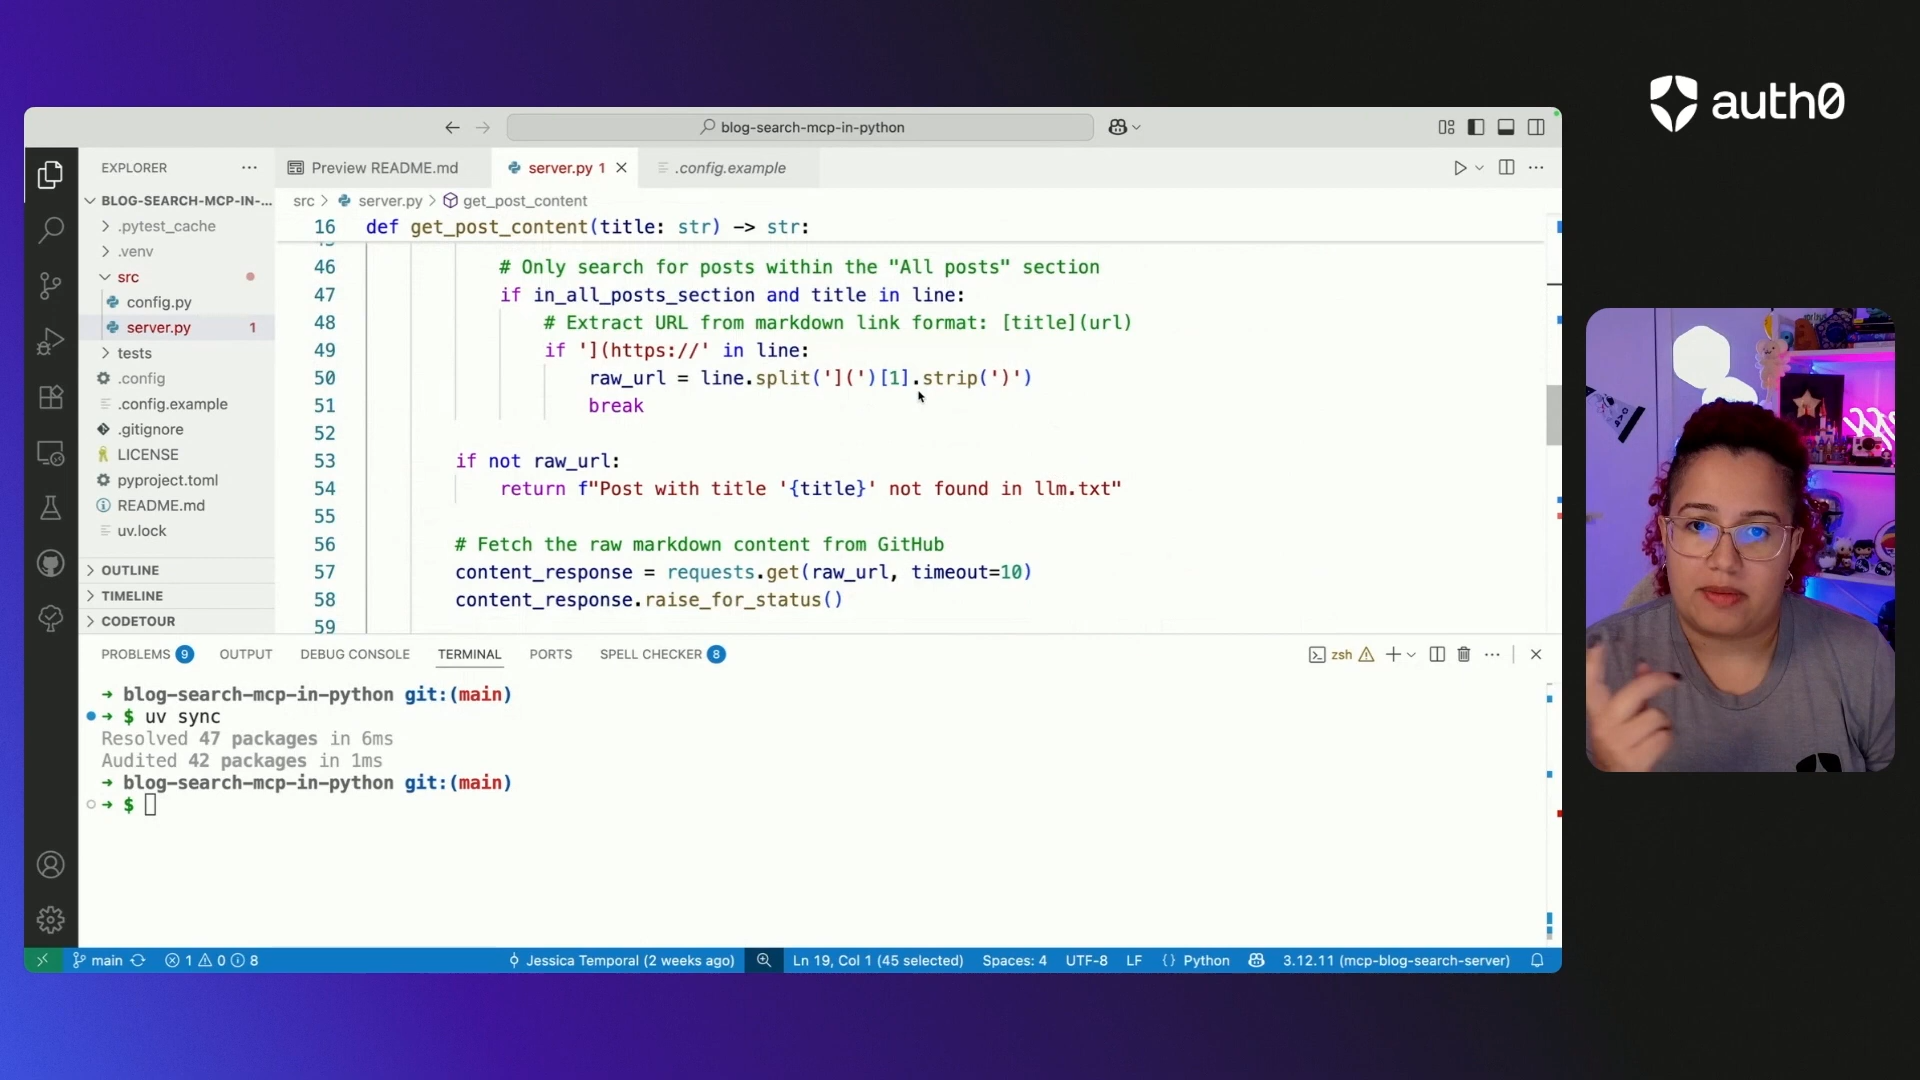 auth0
blog-search-mcp-in-python
EXPLORER
Preview README.md
server.py 1
.config.example
BLOG-SEARCH-MCP-IN-...
src
server.py
get_post_content
.pytest_cache
.venv
src
config.py
server.py 1
tests
.config
.config.example
.gitignore
LICENSE
pyproject.toml
README.md
uv.lock
OUTLINE
TIMELINE
CODETOUR
16 def get_post_content(title: str) -> str:
46 # Only search for posts within the "All posts" section
47 if in_all_posts_section and title in line:
48 # Extract URL from markdown link format: [title](url)
49 if '](https://' in line:
50 raw_url = line.split('](')[1].strip(')')
51 break
52
53 if not raw_url:
54 return f"Post with title '{title}' not found in llm.txt"
55
56 # Fetch the raw markdown content from GitHub
57 content_response = requests.get(raw_url, timeout=10)
58 content_response.raise_for_status()
59
PROBLEMS 9 OUTPUT DEBUG CONSOLE TERMINAL PORTS SPELL CHECKER 8
zsh
→ blog-search-mcp-in-python git:(main)
→ $ uv sync
Resolved 47 packages in 6ms
Audited 42 packages in 1ms
→ blog-search-mcp-in-python git:(main)
→ $
main 1 0 8 Jessica Temporal (2 weeks ago) Ln 19, Col 1 (45 selected) Spaces: 4 UTF-8 LF {} Python 3.12.11 (mcp-blog-search-server)